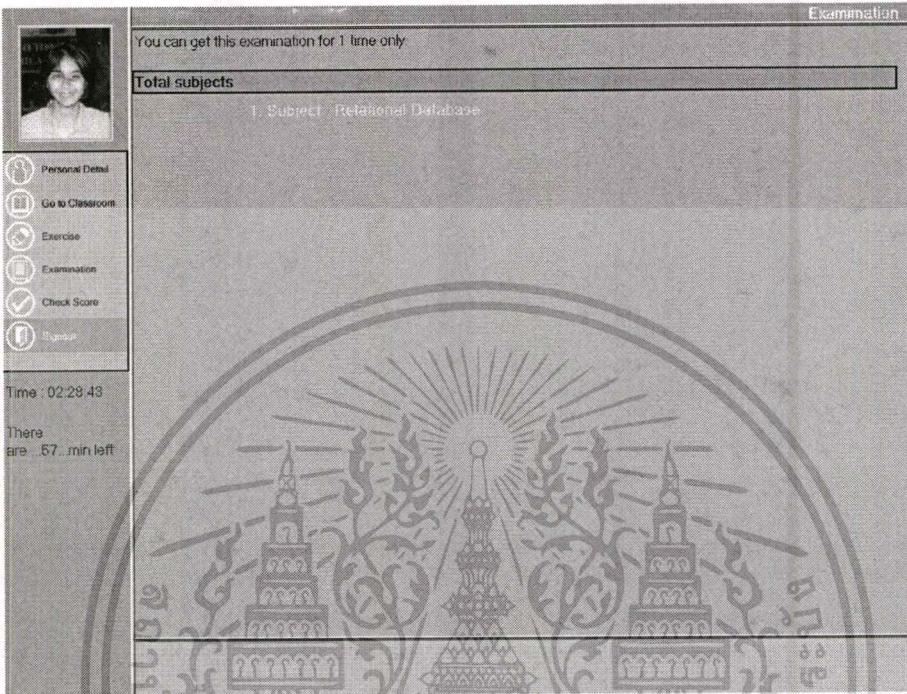 Examination
You can get this examination for 1 time only
Total subjects
1. Subject : Relational Database
Personal Detail
Go to Classroom
Exercise
Examination
Check Score
Signout
Time : 02:28:43
There
are ...57...min left